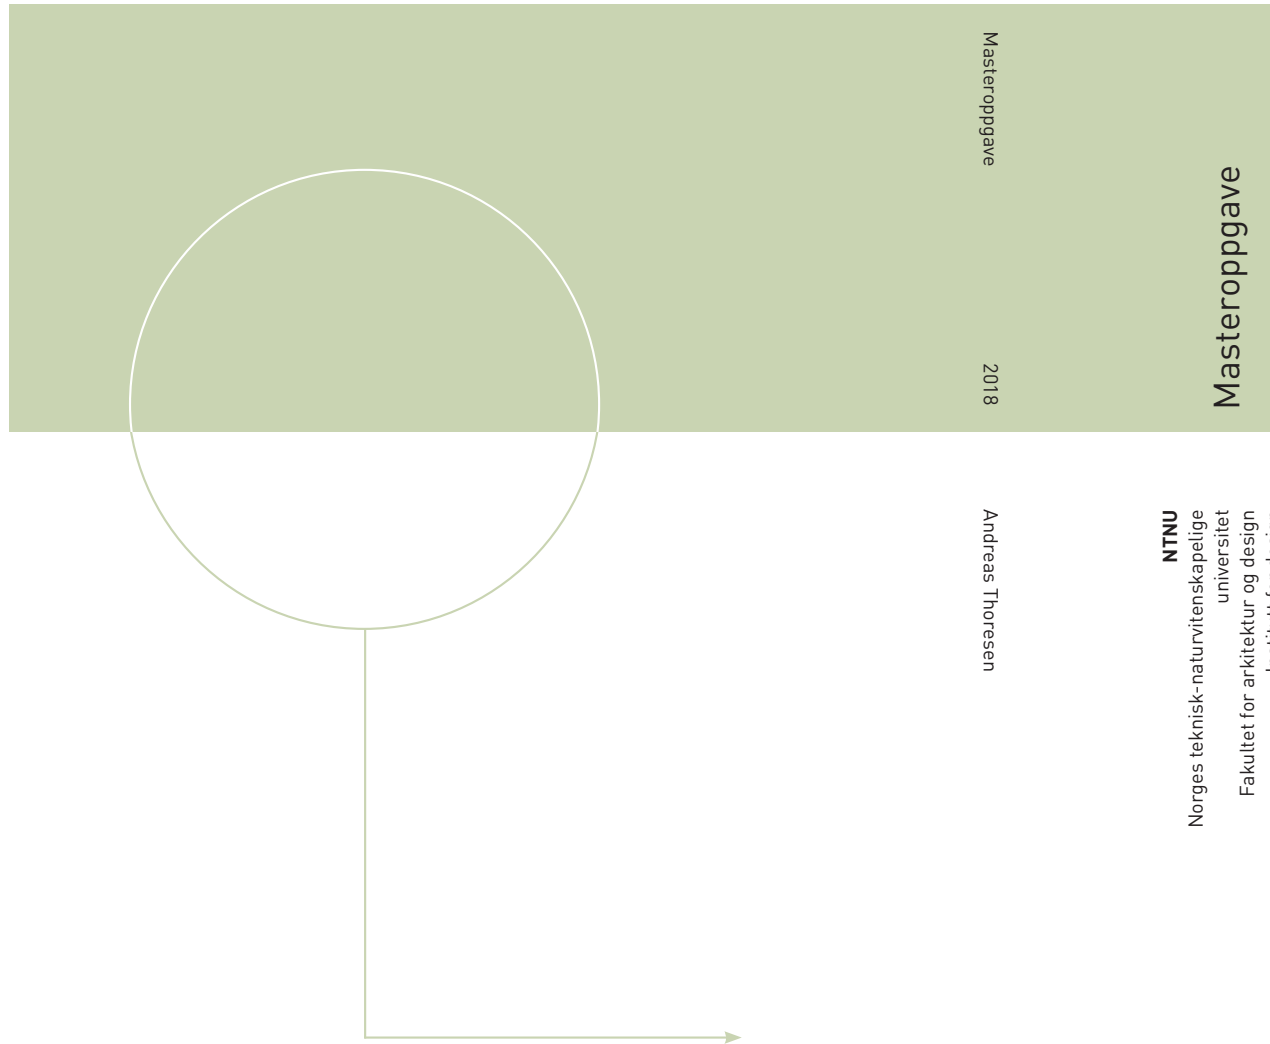 Masteroppgave
2018
Andreas Thoresen
Masteroppgave
NTNU
Norges teknisk-naturvitenskapelige
universitet
Fakultet for arkitektur og design